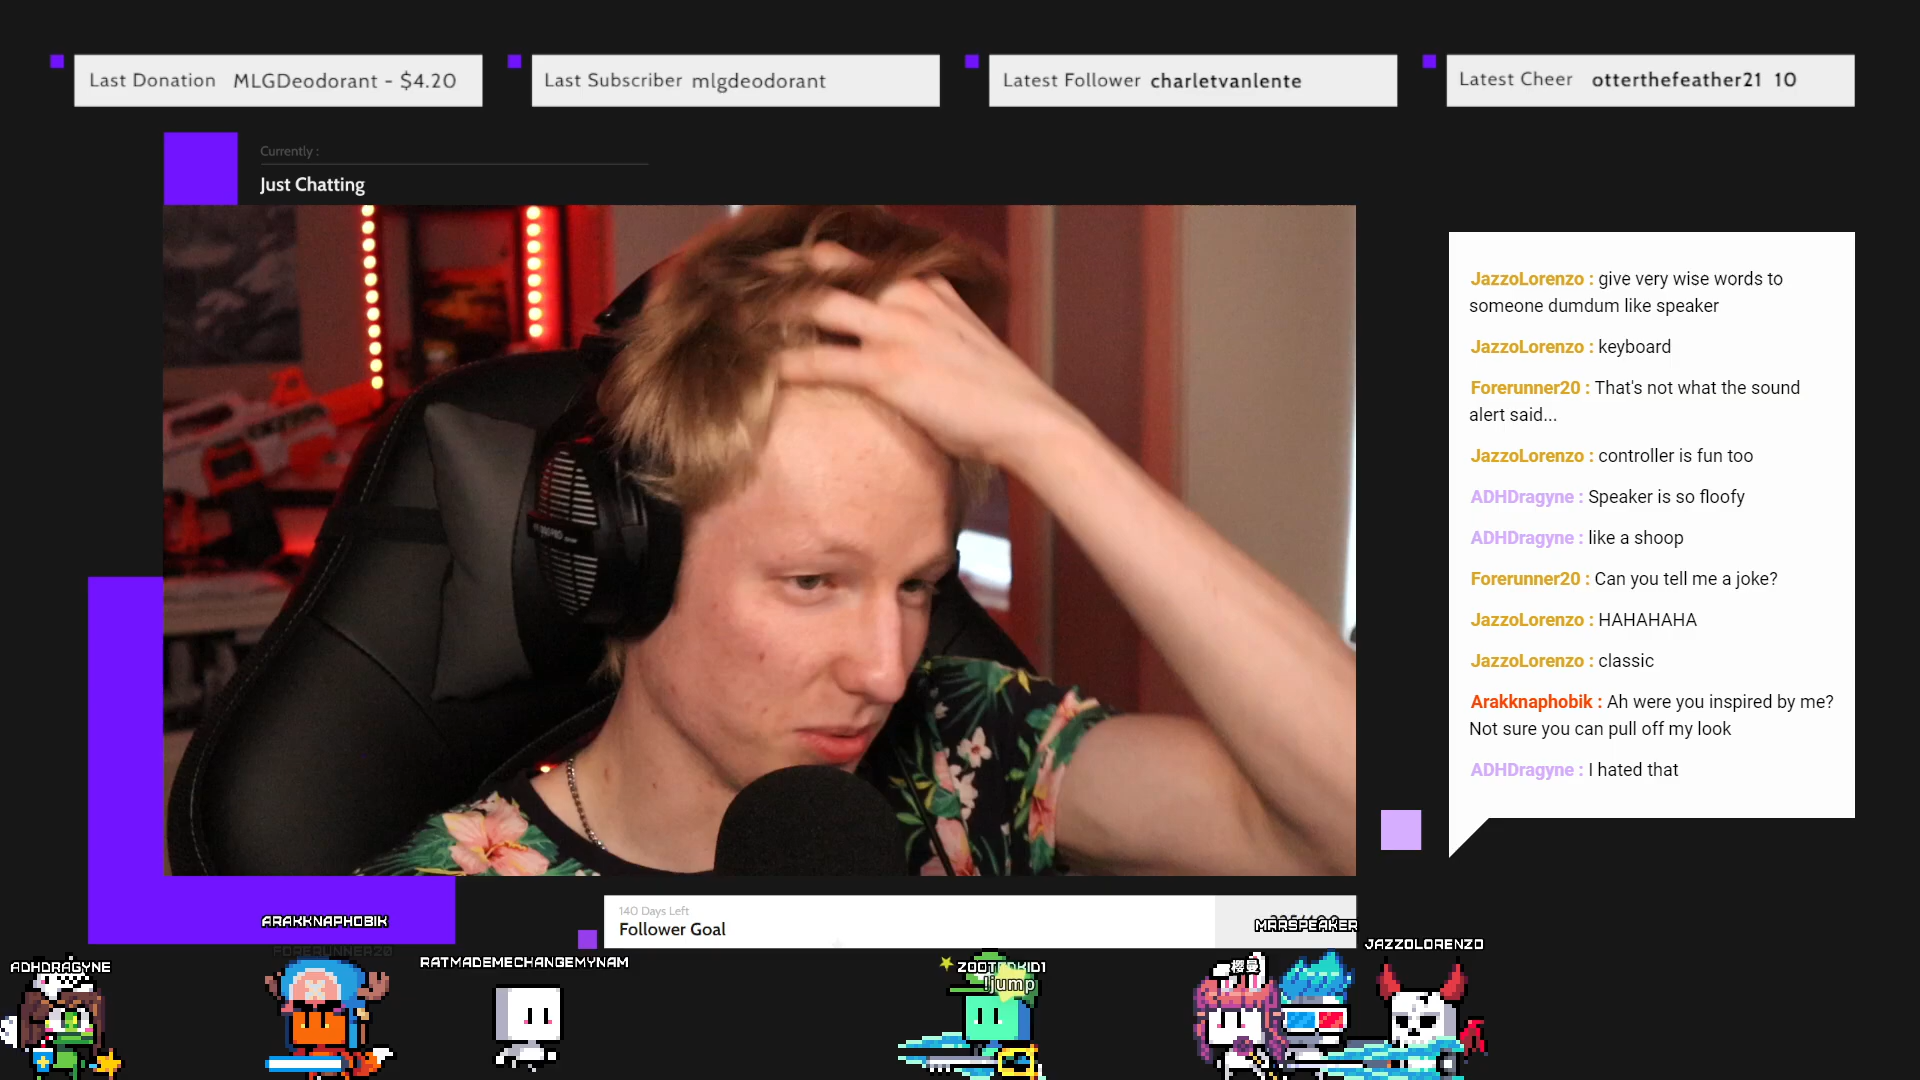 Last Donation MLGDeodorant - $4.20
Last Subscriber mlgdeodorant
Latest Follower charletvanlente
Latest Cheer otterthefeather21 10
Currently :
Just Chatting
JazzoLorenzo : give very wise words to
someone dumdum like speaker
JazzoLorenzo : keyboard
Forerunner20 : That's not what the sound
alert said...
JazzoLorenzo : controller is fun too
ADHDragyne : Speaker is so floofy
ADHDragyne : like a shoop
Forerunner20 : Can you tell me a joke?
JazzoLorenzo : HAHAHAHA
JazzoLorenzo : classic
Arakknaphobik : Ah were you inspired by me?
Not sure you can pull off my look
ADHDragyne : I hated that
140 Days Left
Follower Goal
ARAKKNAPHOBIK
FORERUNNER20
MRRSPEAKER
JAZZOLORENZO
ADHDRAGYNE
RATMADEMECHANGEMYNAM
樱曼
!jump